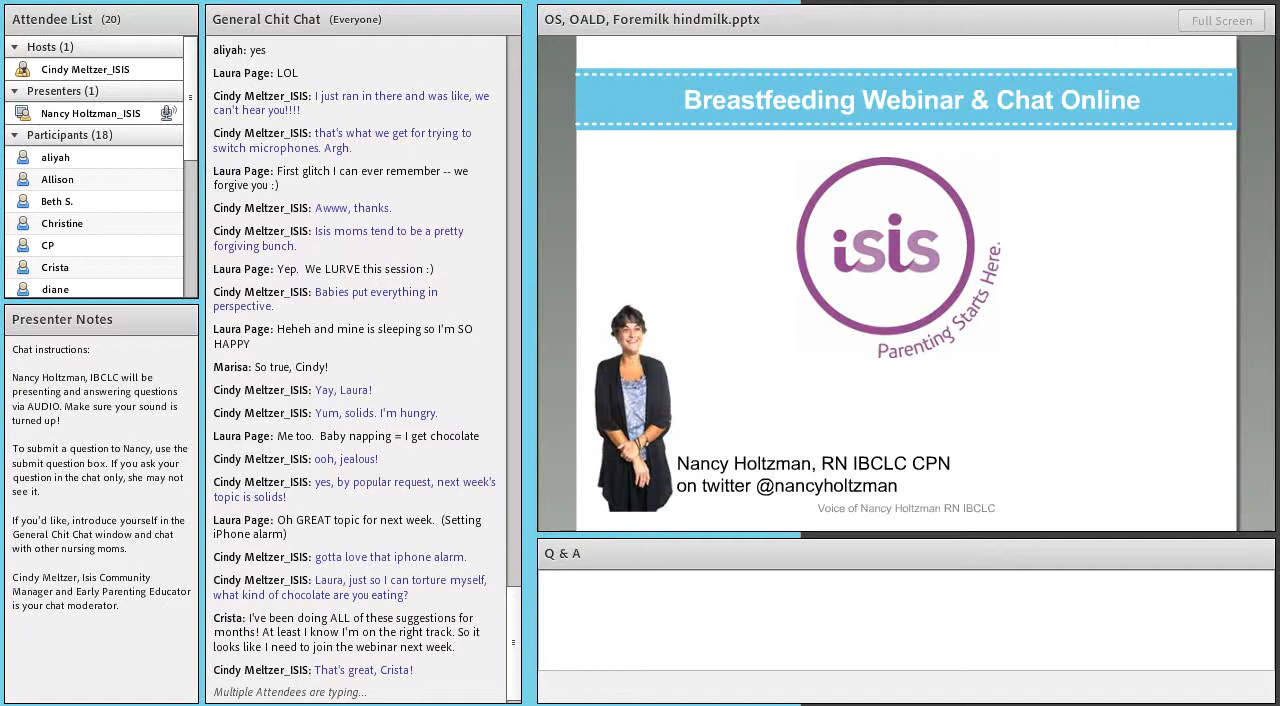 Attendee List (20)
Hosts (1)
Cindy Meltzer_ISIS
Presenters (1)
Nancy Holtzman_ISIS
Participants (18)
aliyah
Allison
Beth S.
Christine
CP
Crista
diane
Presenter Notes
Chat instructions:
Nancy Holtzman, IBCLC will be
presenting and answering questions
via AUDIO. Make sure your sound is
turned up!
To submit a question to Nancy, use the
submit question box. If you ask your
question in the chat only, she may not
see it.
If you'd like, introduce yourself in the
General Chit Chat window and chat
with other nursing moms.
Cindy Meltzer, Isis Community
Manager and Early Parenting Educator
is your chat moderator.
General Chit Chat (Everyone)
aliyah: yes
Laura Page: LOL
Cindy Meltzer_ISIS: I just ran in there and was like, we
can't hear you!!!!
Cindy Meltzer_ISIS: that's what we get for trying to
switch microphones. Argh.
Laura Page: First glitch I can ever remember -- we
forgive you :)
Cindy Meltzer_ISIS: Awww, thanks.
Cindy Meltzer_ISIS: Isis moms tend to be a pretty
forgiving bunch.
Laura Page: Yep. We LURVE this session :)
Cindy Meltzer_ISIS: Babies put everything in
perspective.
Laura Page: Heheh and mine is sleeping so I'm SO
HAPPY
Marisa: So true, Cindy!
Cindy Meltzer_ISIS: Yay, Laura!
Cindy Meltzer_ISIS: Yum, solids. I'm hungry.
Laura Page: Me too. Baby napping = I get chocolate
Cindy Meltzer_ISIS: ooh, jealous!
Cindy Meltzer_ISIS: yes, by popular request, next week's
topic is solids!
Laura Page: Oh GREAT topic for next week. (Setting
iPhone alarm)
Cindy Meltzer_ISIS: gotta love that iphone alarm.
Cindy Meltzer_ISIS: Laura, just so I can torture myself,
what kind of chocolate are you eating?
Crista: I've been doing ALL of these suggestions for
months! At least I know I'm on the right track. So it
looks like I need to join the webinar next week.
Cindy Meltzer_ISIS: That's great, Crista!
Multiple Attendees are typing...
OS, OALD, Foremilk hindmilk.pptx
Full Screen
Breastfeeding Webinar & Chat Online
isis
Parenting Starts Here.
Nancy Holtzman, RN IBCLC CPN
on twitter @nancyholtzman
Voice of Nancy Holtzman RN IBCLC
Q & A